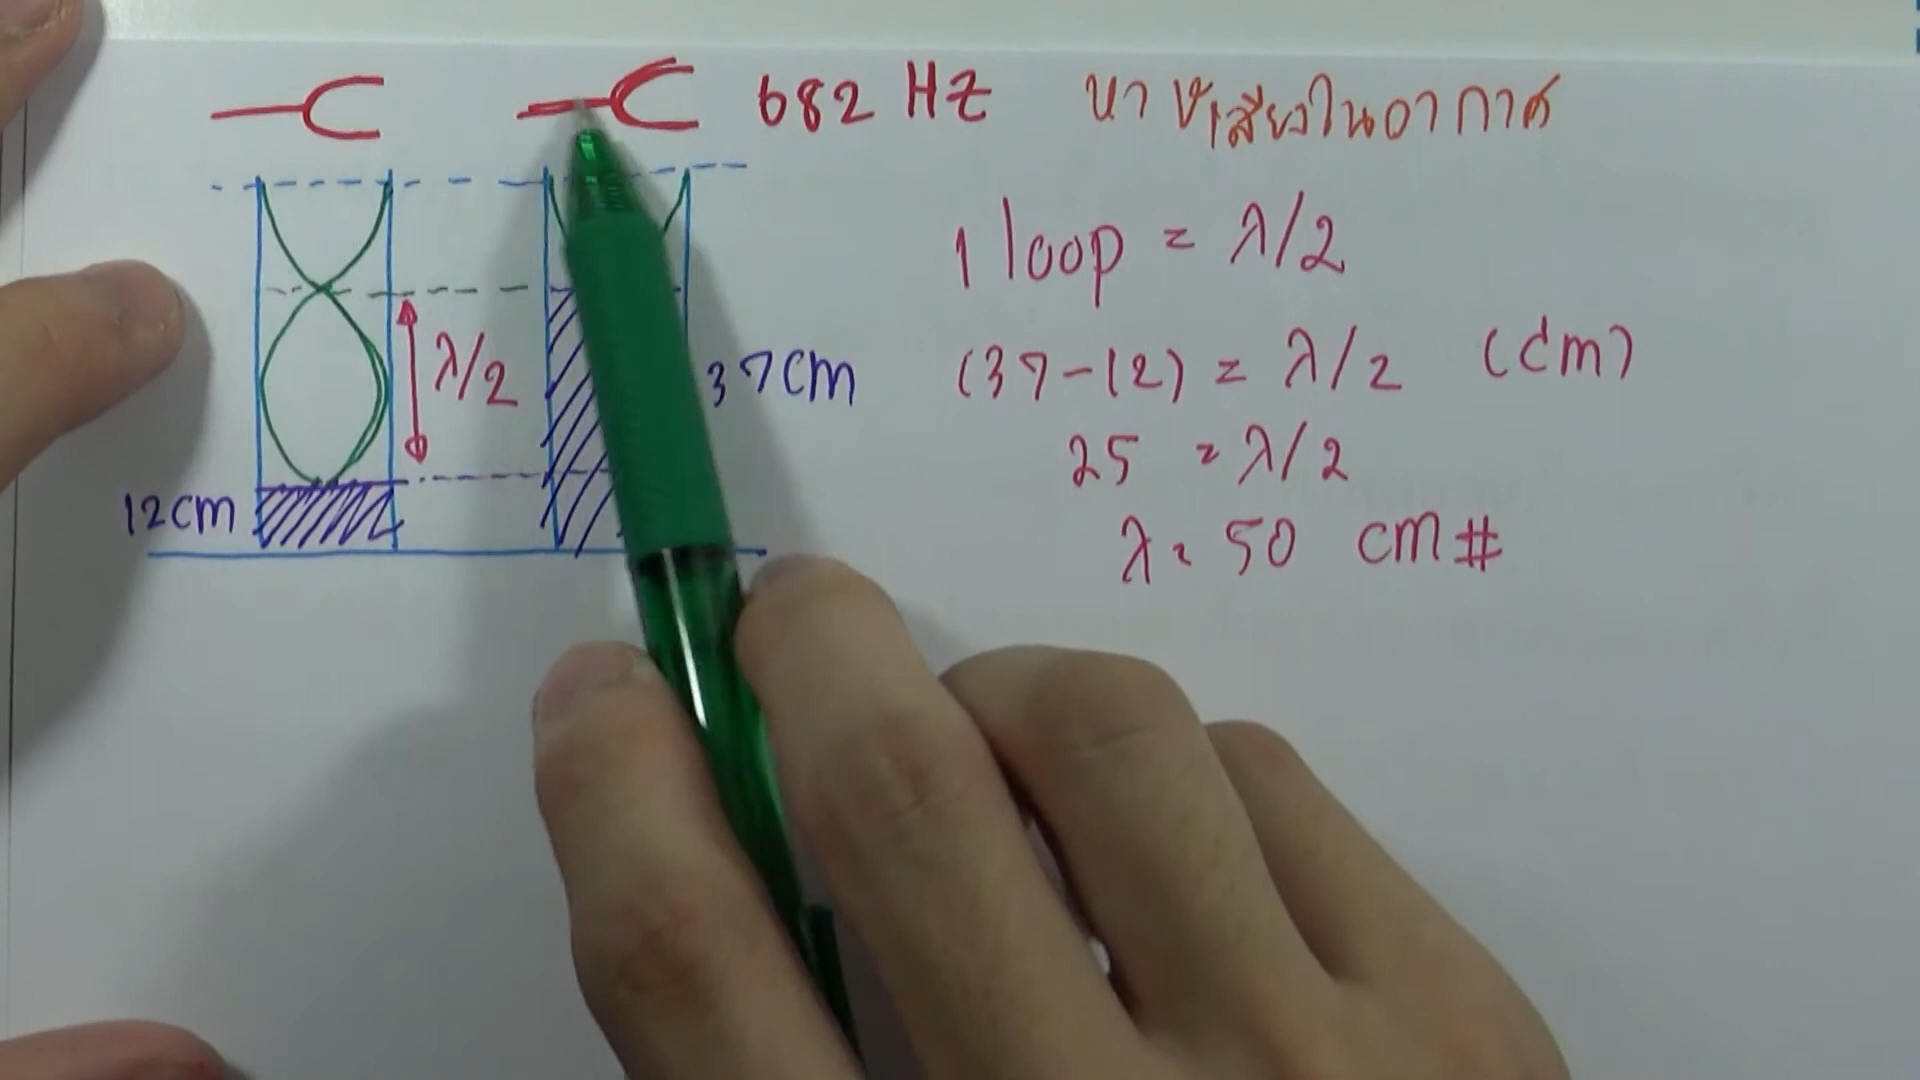 682 Hz หา v เสียงในอากาศ
1 loop = λ/2
λ/2
37cm
(37-12) = λ/2 (cm)
25 = λ/2
12cm
λ = 50 cm #